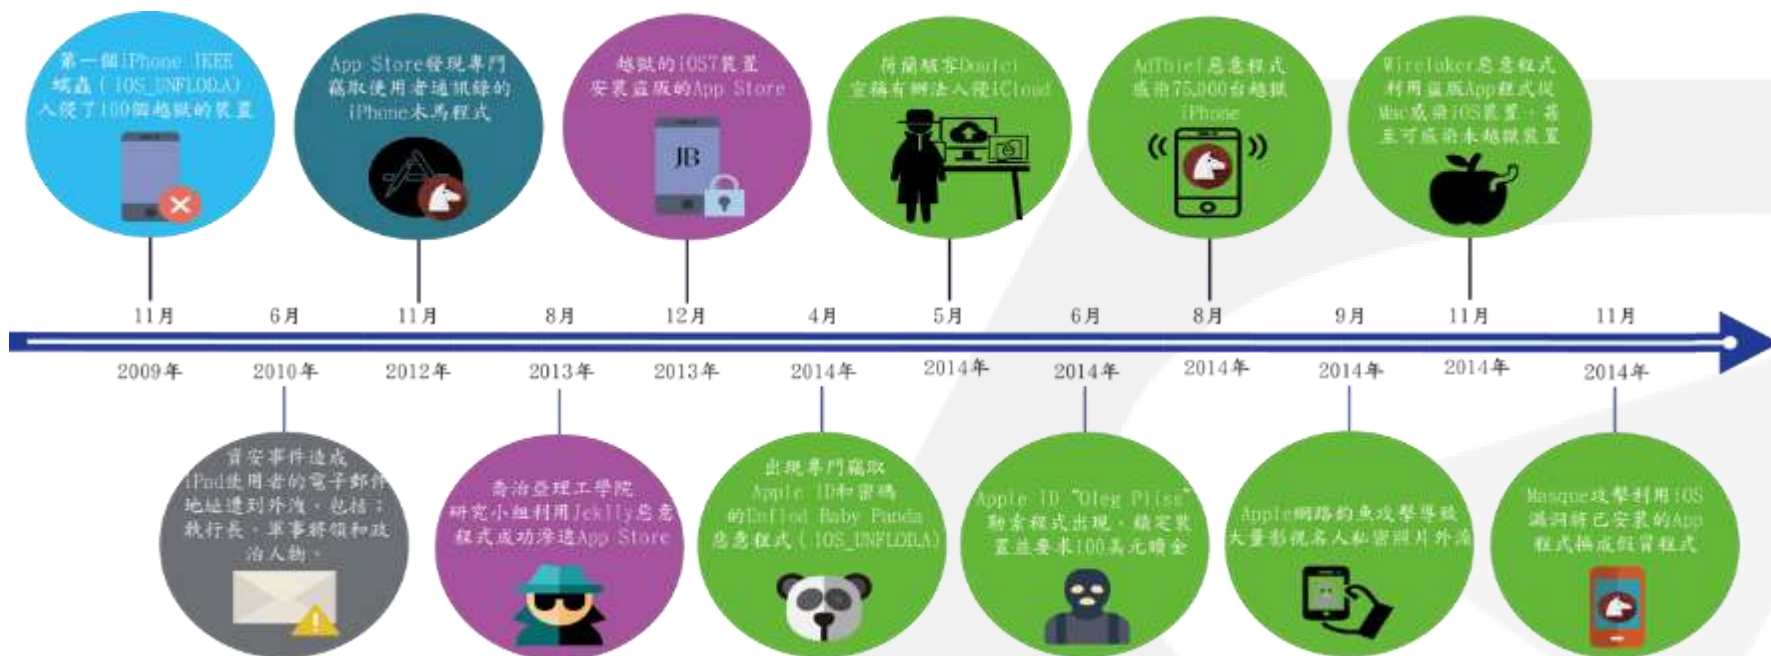 第一個iPhone IKEE
蠕蟲（IOS_UNFLODA)
入侵了100個越獄的裝置
App Store發現專門
竊取使用者通訊錄的
iPhone木馬程式
越獄的iOS7裝置
安裝盜版的App Store
JB
荷蘭駭客Doulci
宣稱有辦法入侵iCloud
AdThief惡意程式
感染75,000台越獄
iPhone
Wirelurker惡意程式
利用盜版App程式從
Mac感染iOS裝置，甚
至可感染未越獄裝置
11月
6月
11月
8月
12月
4月
5月
6月
8月
9月
11月
11月
2009年
2010年
2012年
2013年
2013年
2014年
2014年
2014年
2014年
2014年
2014年
2014年
資安事件造成
iPad使用者的電子郵件
地址遭到外洩，包括：
執行長、軍事將領和政
治人物。
喬治亞理工學院
研究小組利用Jeklly惡意
程式成功滲透App Store
出現專門竊取
Apple ID和密碼
的Unflod Baby Panda
惡意程式（IOS_UNFLODA)
Apple ID "Oleg Pliss"
勒索程式出現，鎖定裝
置並要求100美元贖金
Apple網路釣魚攻擊導致
大量影視名人私密照片外流
Masque攻擊利用iOS
漏洞將已安裝的App
程式換成假冒程式